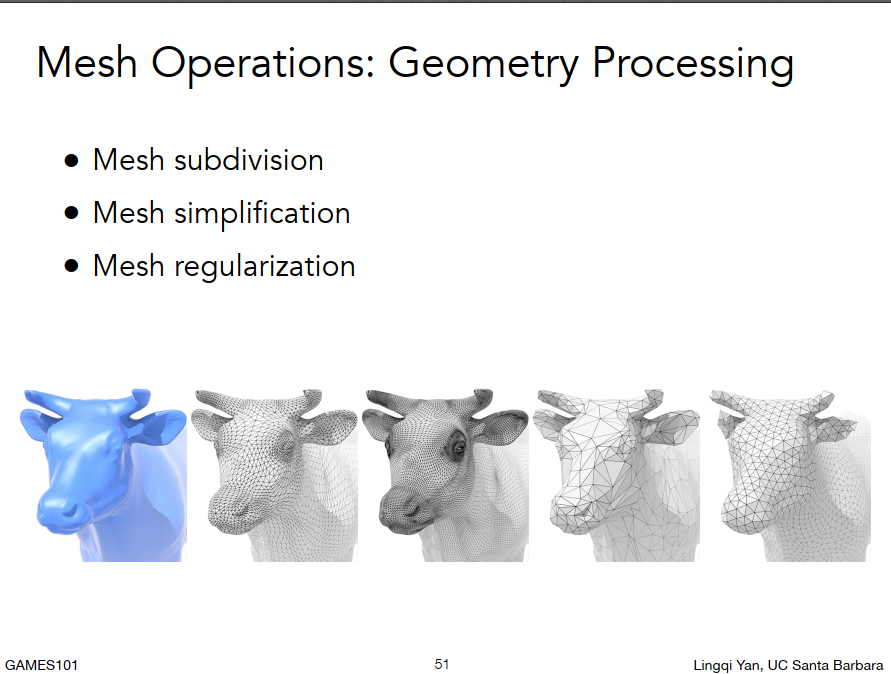 Mesh Operations: Geometry Processing
● Mesh subdivision
● Mesh simplification
● Mesh regularization
GAMES101
51
Lingqi Yan, UC Santa Barbara